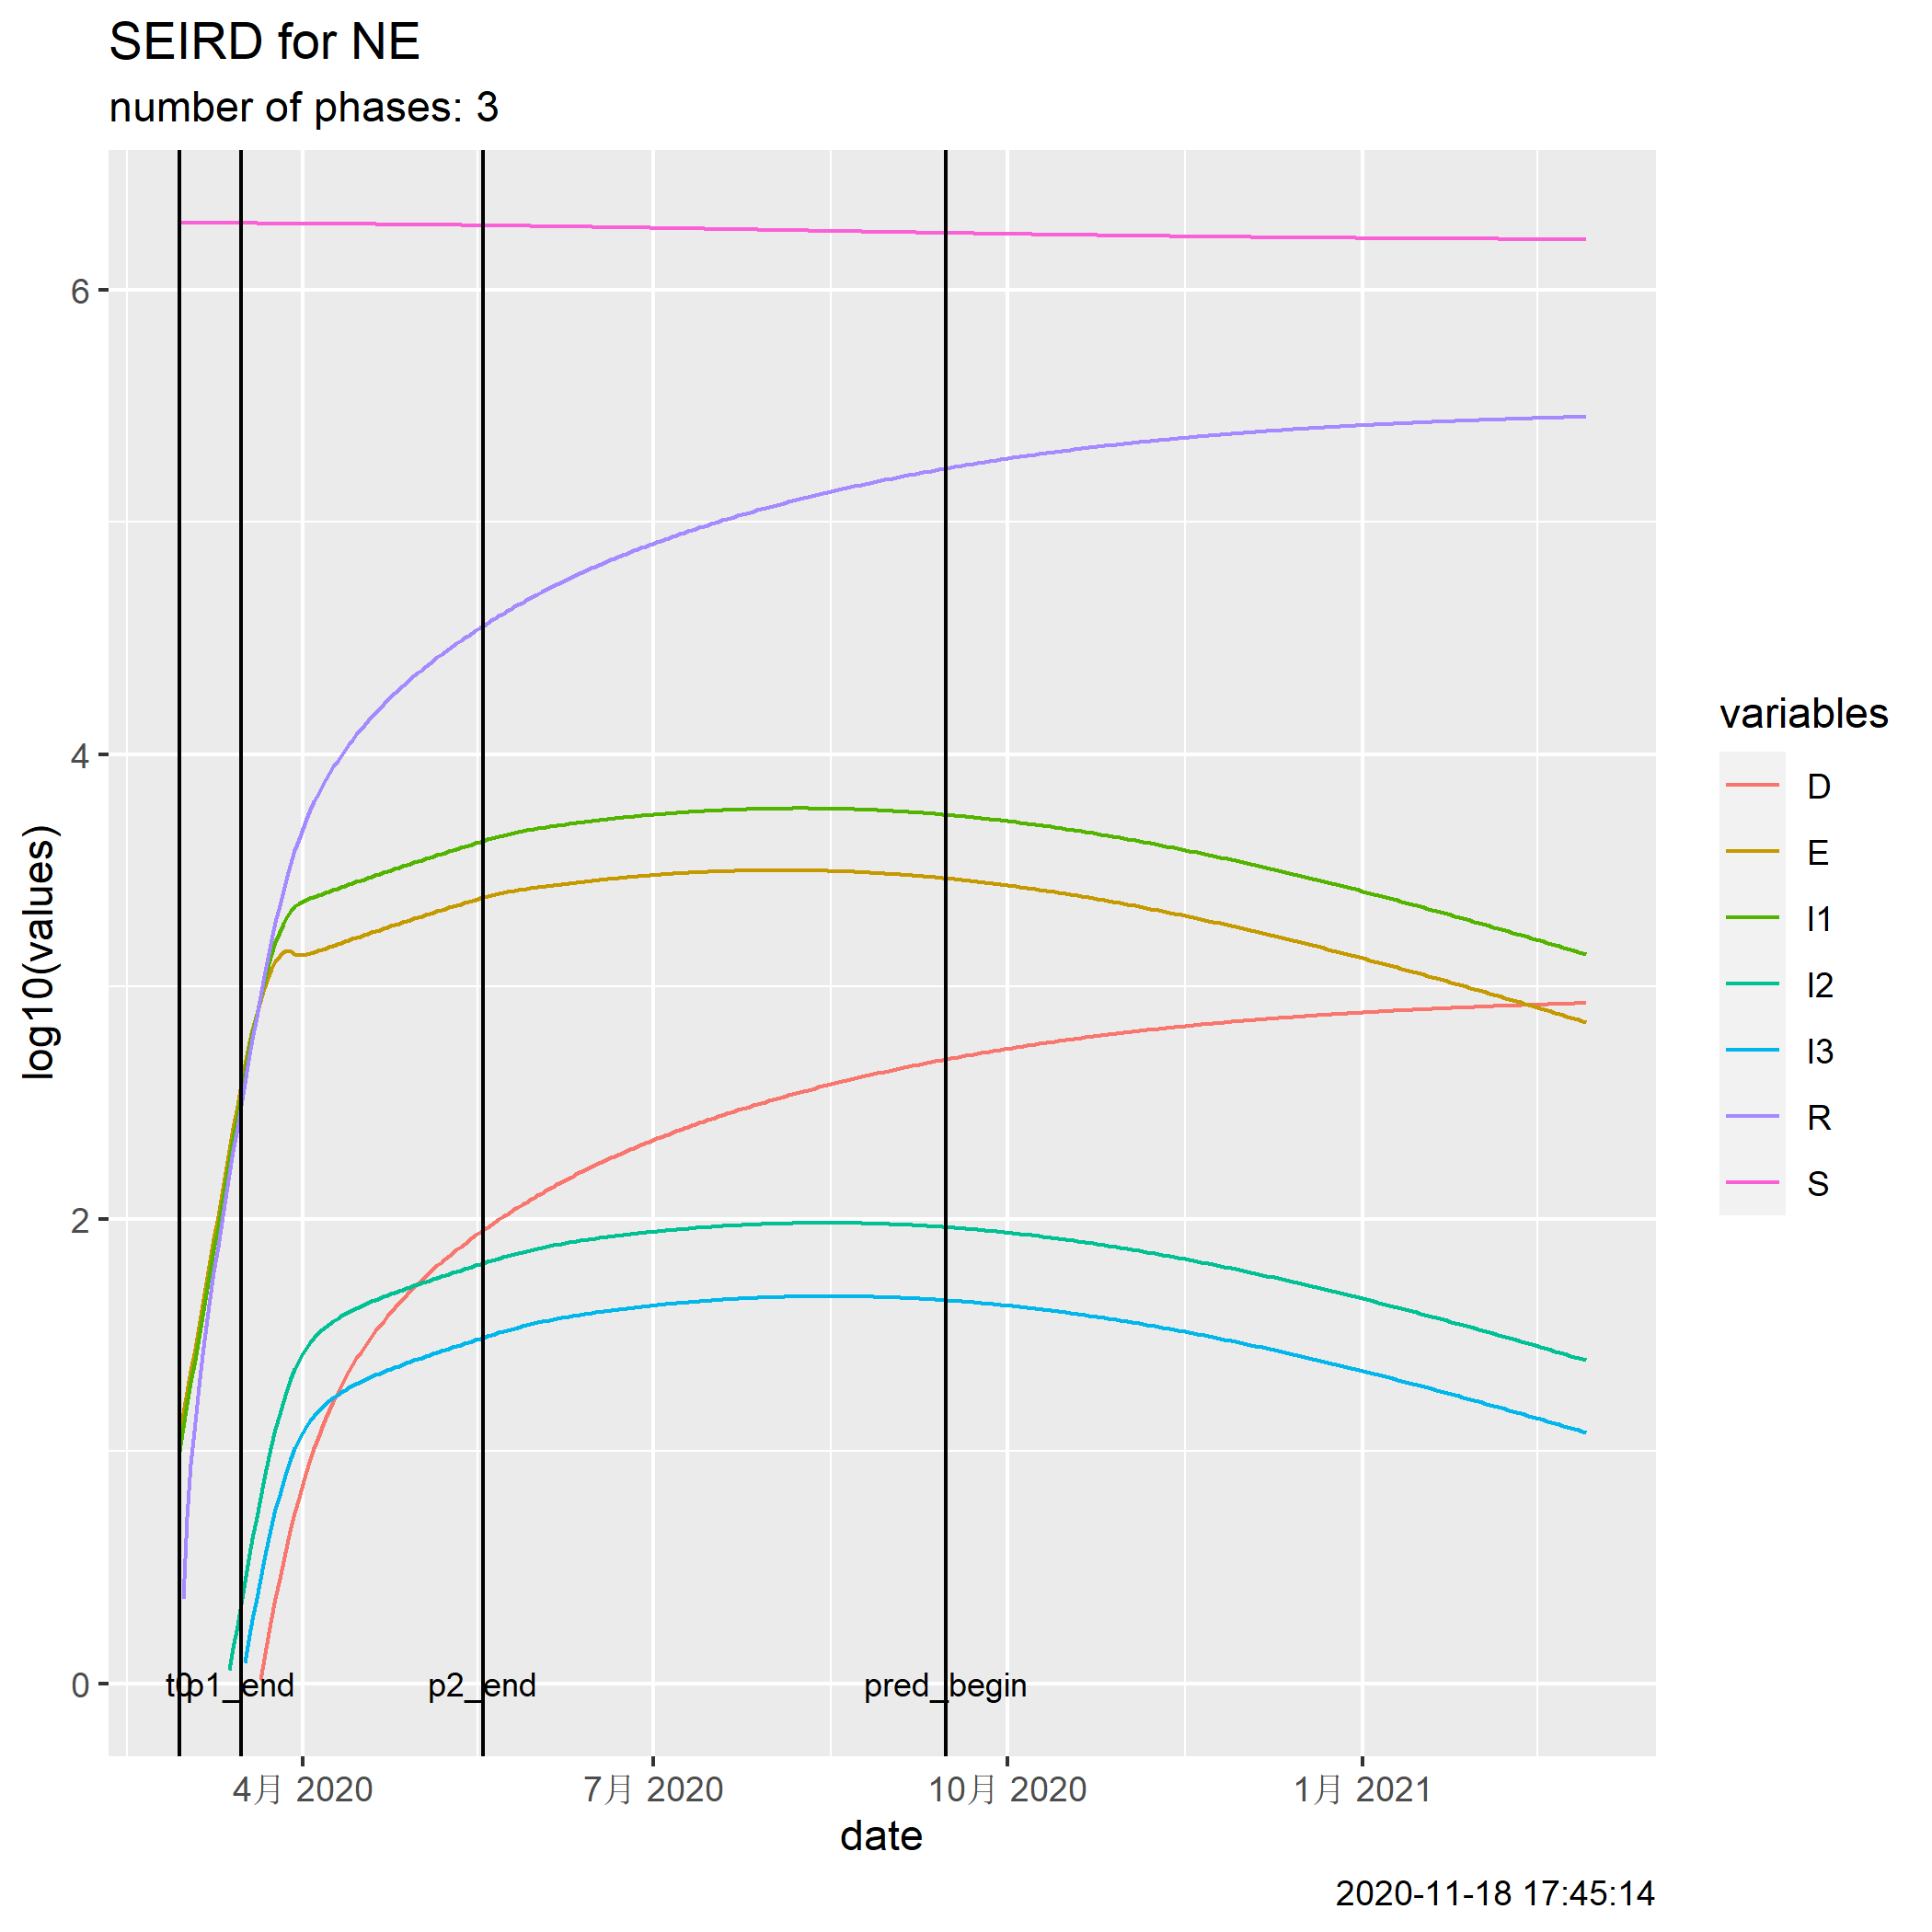 SEIRD for NE
number of phases: 3
log10(values)
6
4
2
0
t0
p1_end
p2_end
pred_begin
4月 2020
7月 2020
10月 2020
1月 2021
date
variables
D
E
I1
I2
I3
R
S
2020-11-18 17:45:14